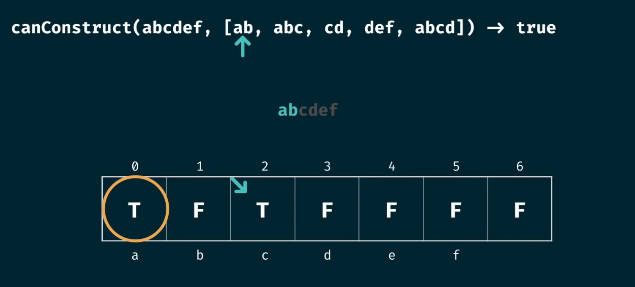 canConstruct(abcdef, [ab, abc, cd, def, abcd]) → true
abcdef
0 1 2 3 4 5 6
T F T F F F F
a b c d e f